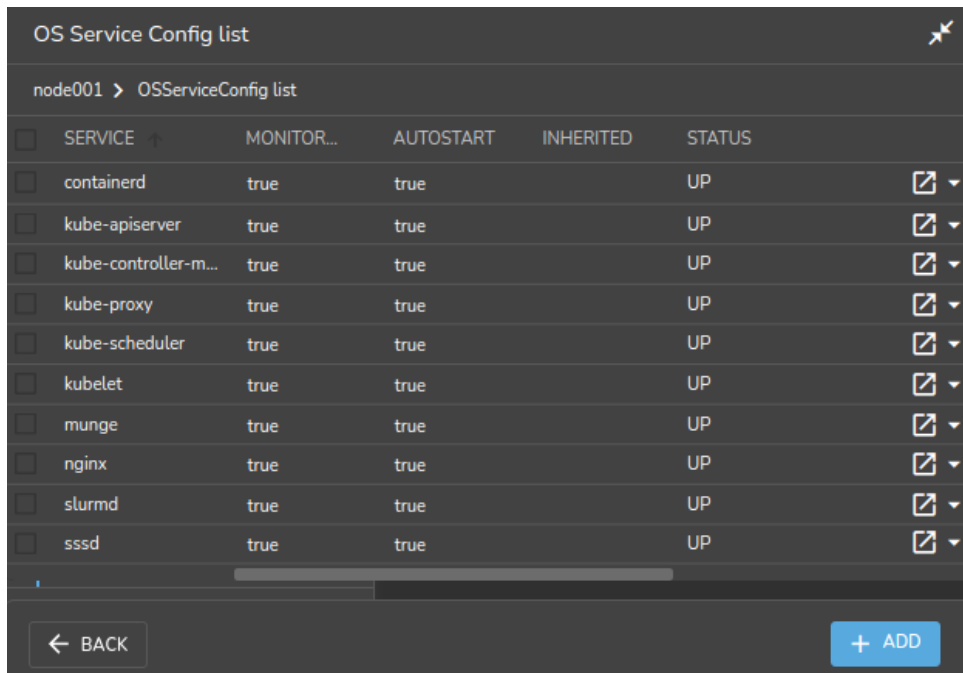 OS Service Config list
node001 > OSServiceConfig list
SERVICE MONITOR... AUTOSTART INHERITED STATUS
containerd true true UP
kube-apiserver true true UP
kube-controller-m... true true UP
kube-proxy true true UP
kube-scheduler true true UP
kubelet true true UP
munge true true UP
nginx true true UP
slurmd true true UP
sssd true true UP
BACK + ADD